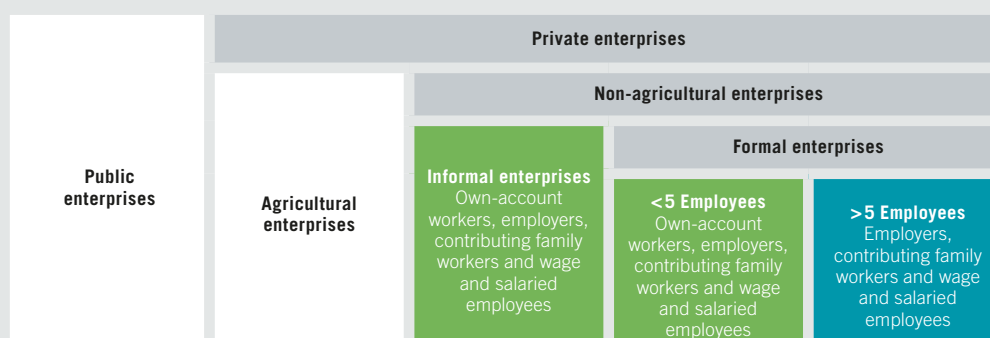 Private enterprises
Non-agricultural enterprises
Formal enterprises
Public
enterprises
Agricultural
enterprises
Informal enterprises
Own-account
workers, employers,
contributing family
workers and wage
and salaried
employees
<5 Employees
Own-account
workers, employers,
contributing family
workers and wage
and salaried
employees
>5 Employees
Employers,
contributing family
workers and wage
and salaried
employees